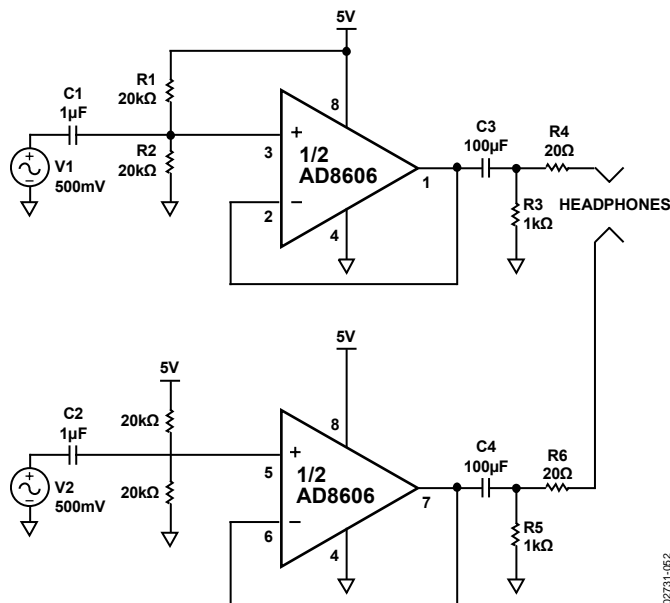 5V
R1
20kΩ
C1
1µF
R2
20kΩ
V1
500mV
+
3
8
1/2
AD8606
−
2
4
1
C3
100µF
R4
20Ω
R3
1kΩ
HEADPHONES
5V
5V
C2
1µF
20kΩ
20kΩ
V2
500mV
+
5
8
1/2
AD8606
−
6
4
7
C4
100µF
R6
20Ω
R5
1kΩ
02731-052